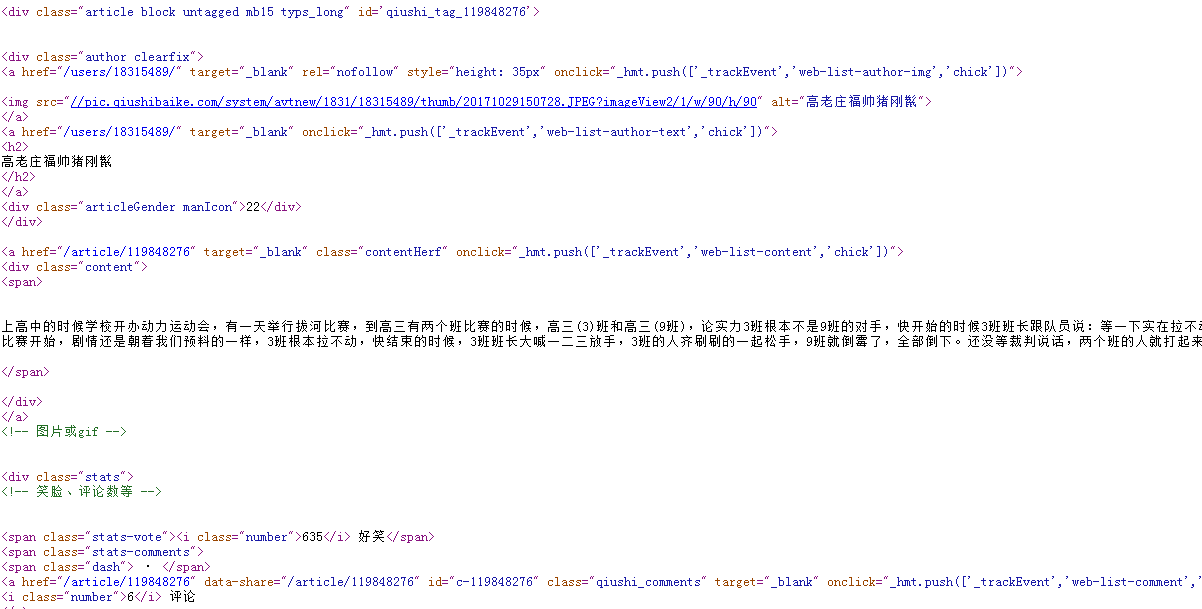 <div class="article block untagged mb15 typs_long" id='qiushi_tag_119848276'>
<div class="author clearfix">
<a href="/users/18315489/" target="_blank" rel="nofollow" style="height: 35px" onclick="_hmt.push(['_trackEvent','web-list-author-img','chick'])">
<img src="//pic.qiushibaike.com/system/avtnew/1831/18315489/thumb/20171029150728.JPEG?imageView2/1/w/90/h/90" alt="高老庄福帅猪刚鬣">
</a>
<a href="/users/18315489/" target="_blank" onclick="_hmt.push(['_trackEvent','web-list-author-text','chick'])">
<h2>
高老庄福帅猪刚鬣
</h2>
</a>
<div class="articleGender manIcon">22</div>
</div>
<a href="/article/119848276" target="_blank" class="contentHerf" onclick="_hmt.push(['_trackEvent','web-list-content','chick'])">
<div class="content">
<span>
上高中的时候学校开办动力运动会，有一天举行拔河比赛，到高三有两个班比赛的时候，高三(3)班和高三(9班)，论实力3班根本不是9班的对手，快开始的时候3班班长跟队员说：等一下实在拉不动
比赛开始，剧情还是朝着我们预料的一样，3班根本拉不动，快结束的时候，3班班长大喊一二三放手，3班的人齐刷刷的一起松手，9班就倒霉了，全部倒下。还没等裁判说话，两个班的人就打起来
</span>
</div>
</a>
<!-- 图片或gif -->
<div class="stats">
<!-- 笑脸、评论数等 -->
<span class="stats-vote"><i class="number">635</i> 好笑</span>
<span class="stats-comments">
<span class="dash"> · </span>
<a href="/article/119848276" data-share="/article/119848276" id="c-119848276" class="qiushi_comments" target="_blank" onclick="_hmt.push(['_trackEvent','web-list-comment','
<i class="number">6</i> 评论